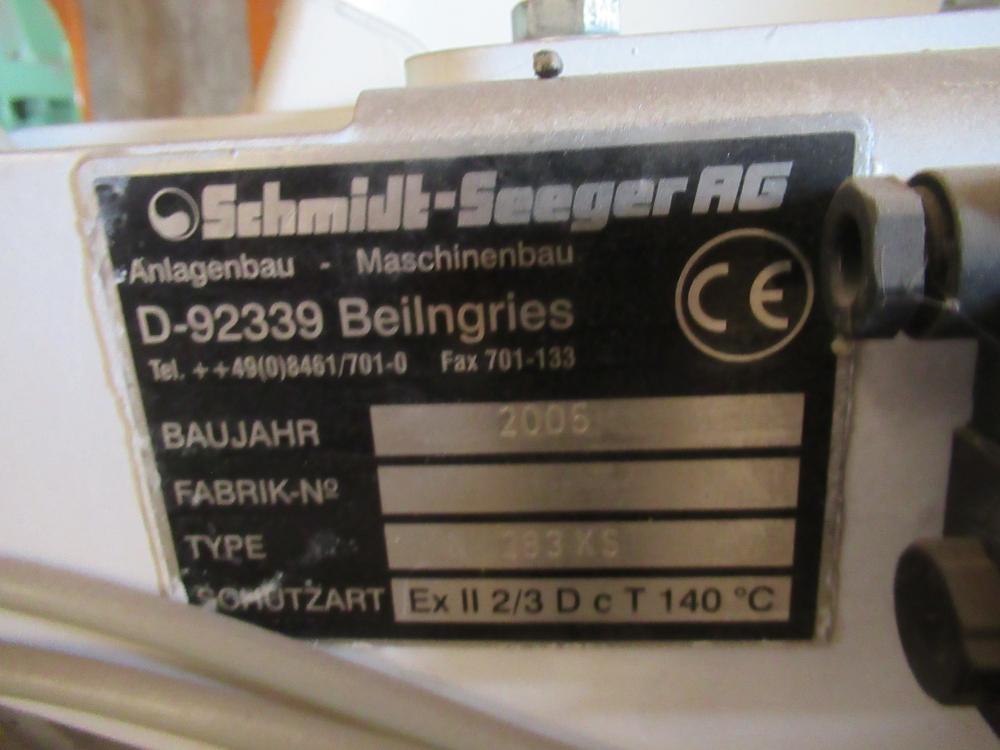 Schmidt-Seeger AG
Anlagenbau - Maschinenbau
D-92339 Beilngries
CE
Tel. ++49(0)8461/701-0 Fax 701-133
BAUJAHR 2005
FABRIK-Nº
TYPE
SCHUTZART Ex II 2/3 D c T 140 °C